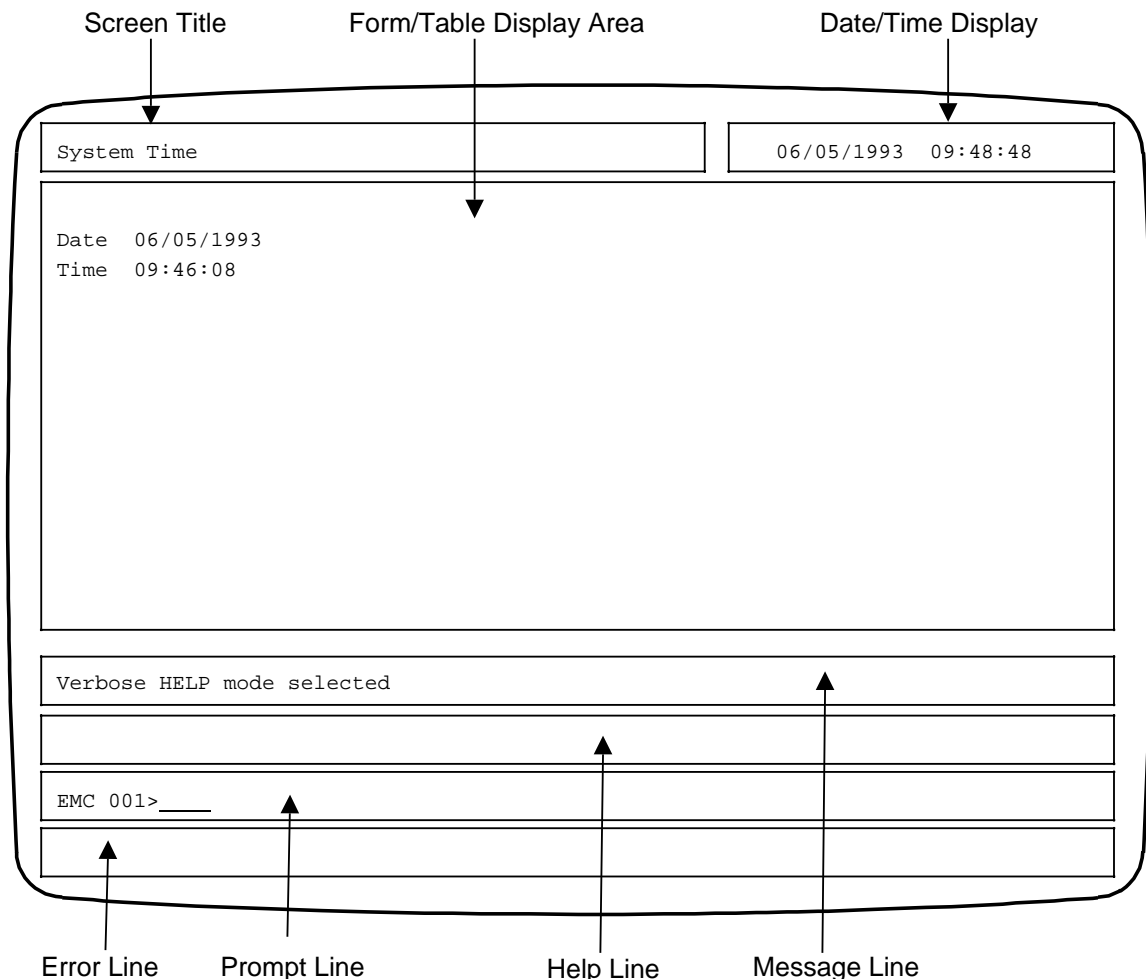 Screen Title    Form/Table Display Area    Date/Time Display
System Time    06/05/1993  09:48:48
Date  06/05/1993
Time  09:46:08
Verbose HELP mode selected
EMC 001>____
Error Line    Prompt Line    Help Line    Message Line